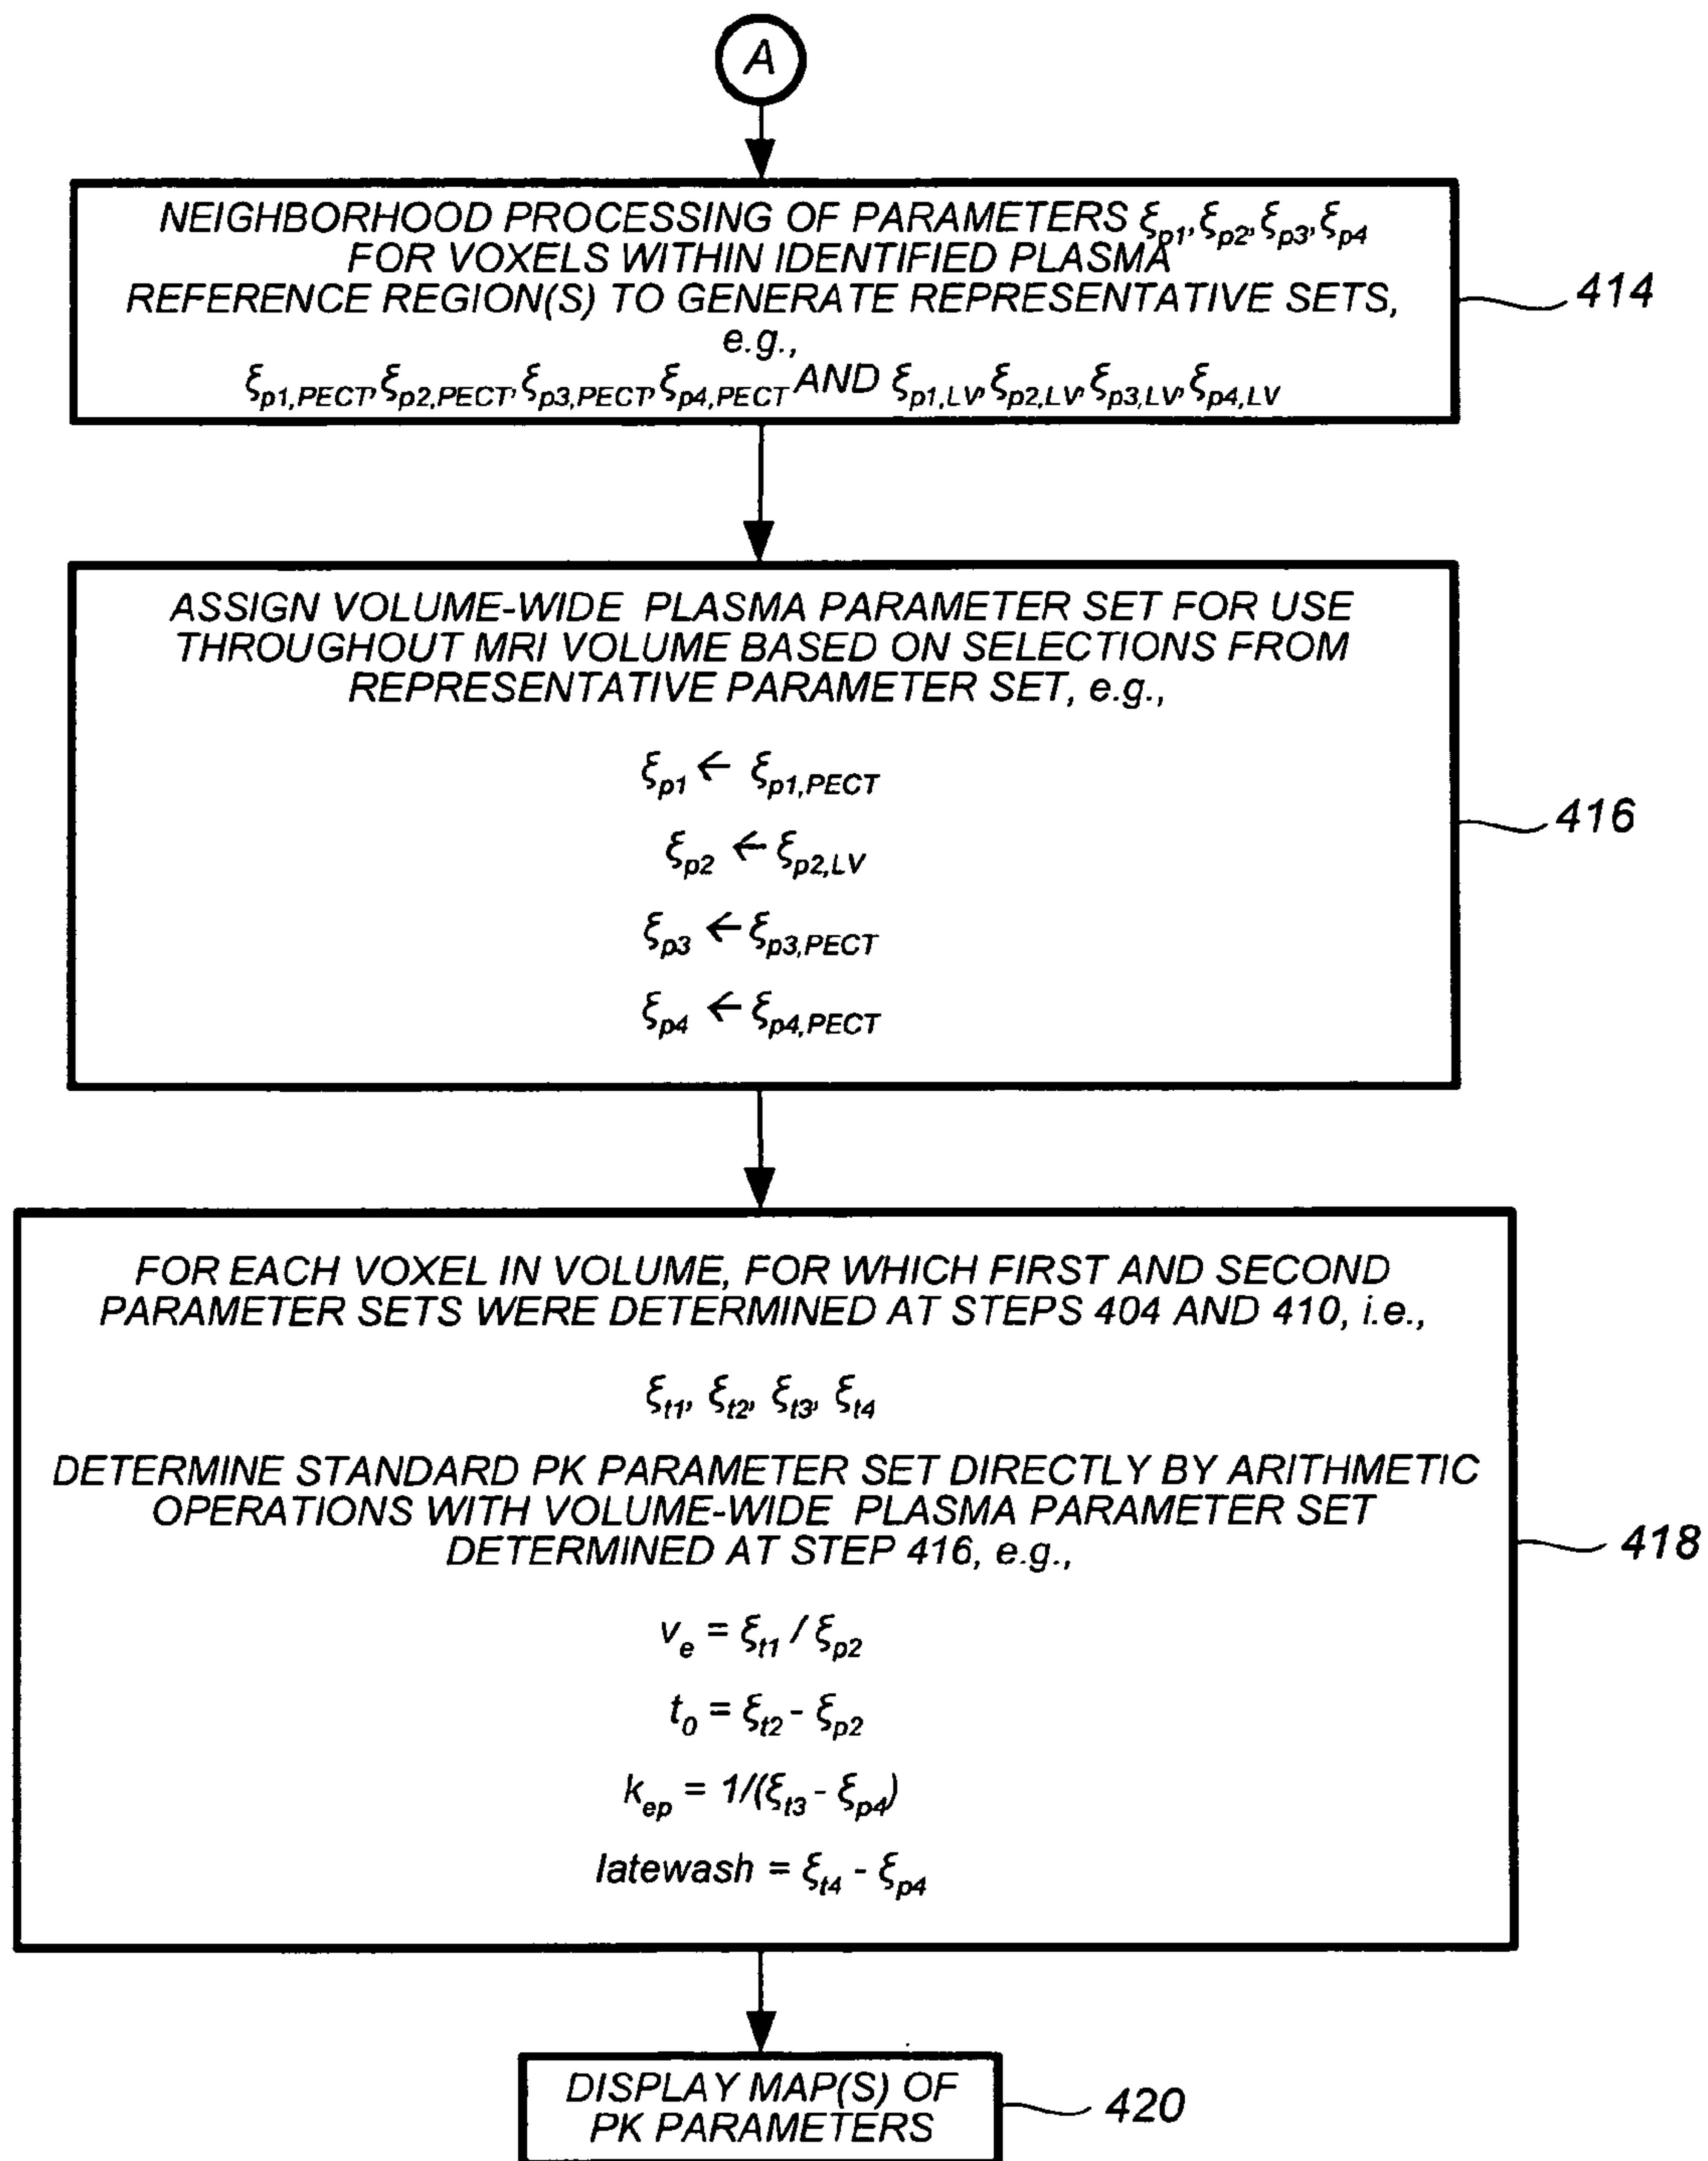 A
NEIGHBORHOOD PROCESSING OF PARAMETERS ξp1, ξp2, ξp3, ξp4
FOR VOXELS WITHIN IDENTIFIED PLASMA
REFERENCE REGION(S) TO GENERATE REPRESENTATIVE SETS,
e.g.,
ξp1,PECT, ξp2,PECT, ξp3,PECT, ξp4,PECT AND ξp1,LV, ξp2,LV, ξp3,LV, ξp4,LV
414
ASSIGN VOLUME-WIDE PLASMA PARAMETER SET FOR USE
THROUGHOUT MRI VOLUME BASED ON SELECTIONS FROM
REPRESENTATIVE PARAMETER SET, e.g.,
ξp1 ← ξp1,PECT
ξp2 ← ξp2,LV
ξp3 ← ξp3,PECT
ξp4 ← ξp4,PECT
416
FOR EACH VOXEL IN VOLUME, FOR WHICH FIRST AND SECOND
PARAMETER SETS WERE DETERMINED AT STEPS 404 AND 410, i.e.,
ξt1, ξt2, ξt3, ξt4
DETERMINE STANDARD PK PARAMETER SET DIRECTLY BY ARITHMETIC
OPERATIONS WITH VOLUME-WIDE PLASMA PARAMETER SET
DETERMINED AT STEP 416, e.g.,
ve = ξt1 / ξp2
t0 = ξt2 - ξp2
kep = 1/(ξt3 - ξp4)
latewash = ξt4 - ξp4
418
DISPLAY MAP(S) OF
PK PARAMETERS
420